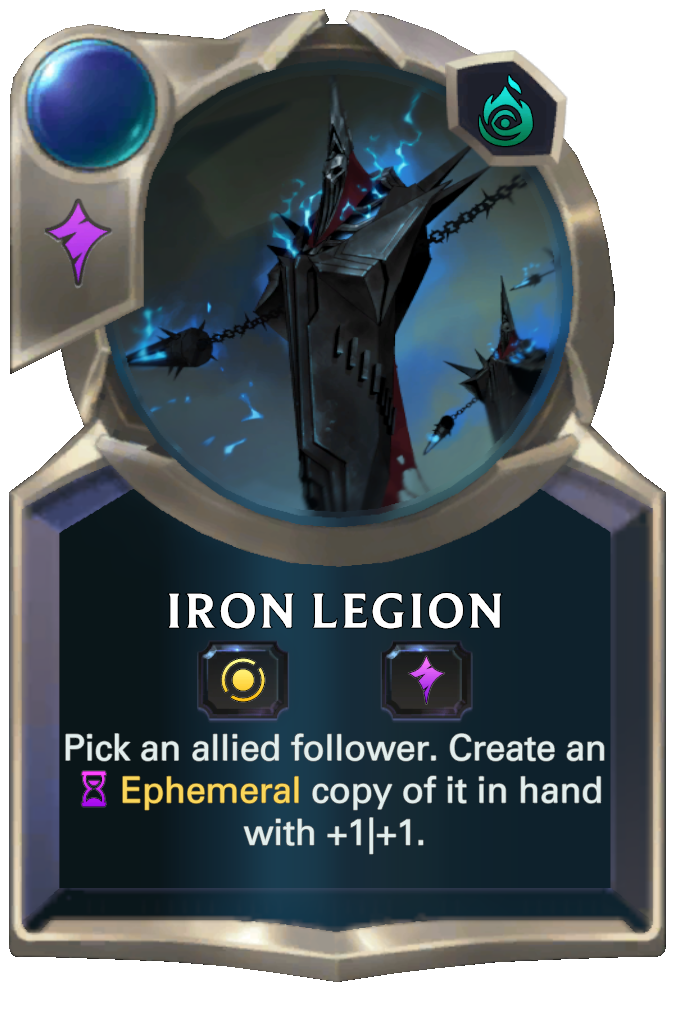 IRON LEGION
Pick an allied follower. Create an
Ephemeral copy of it in hand
with +1|+1.